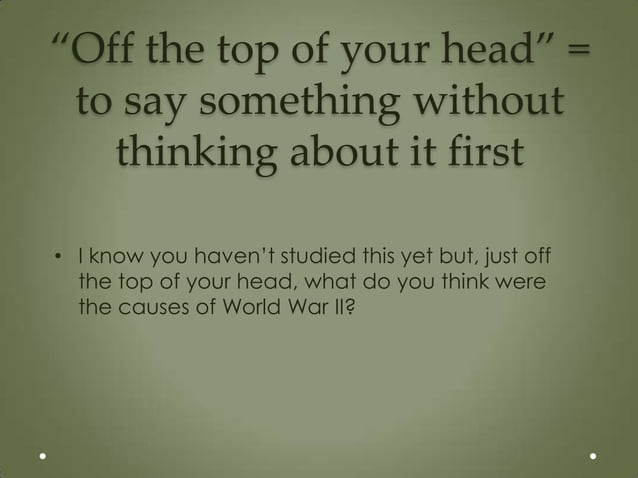 “Off the top of your head” =
to say something without
thinking about it first
• I know you haven’t studied this yet but, just off
the top of your head, what do you think were
the causes of World War II?